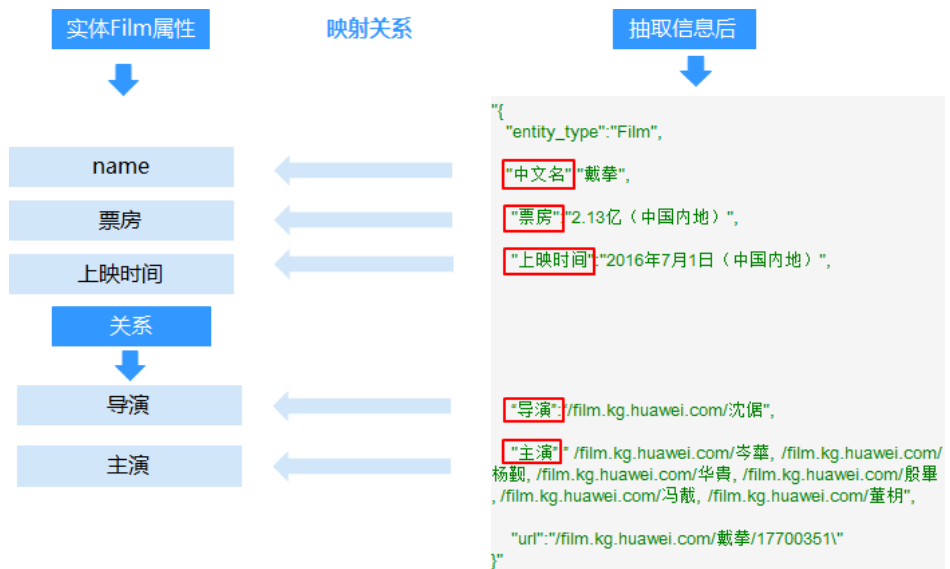 实体Film属性
映射关系
抽取信息后
"{
"entity_type":"Film",
name
"中文名" "戴摹",
票房
"票房":"2.13亿（中国内地）",
上映时间
"上映时间":"2016年7月1日（中国内地）",
关系
导演
"导演":"/film.kg.huawei.com/沈倨",
主演
"主演":" /film.kg.huawei.com/岑華, /film.kg.huawei.com/
杨觐, /film.kg.huawei.com/华貴, /film.kg.huawei.com/殷畢
, /film.kg.huawei.com/冯戬, /film.kg.huawei.com/董枂",
"url":"/film.kg.huawei.com/戴摹/17700351\"
}"